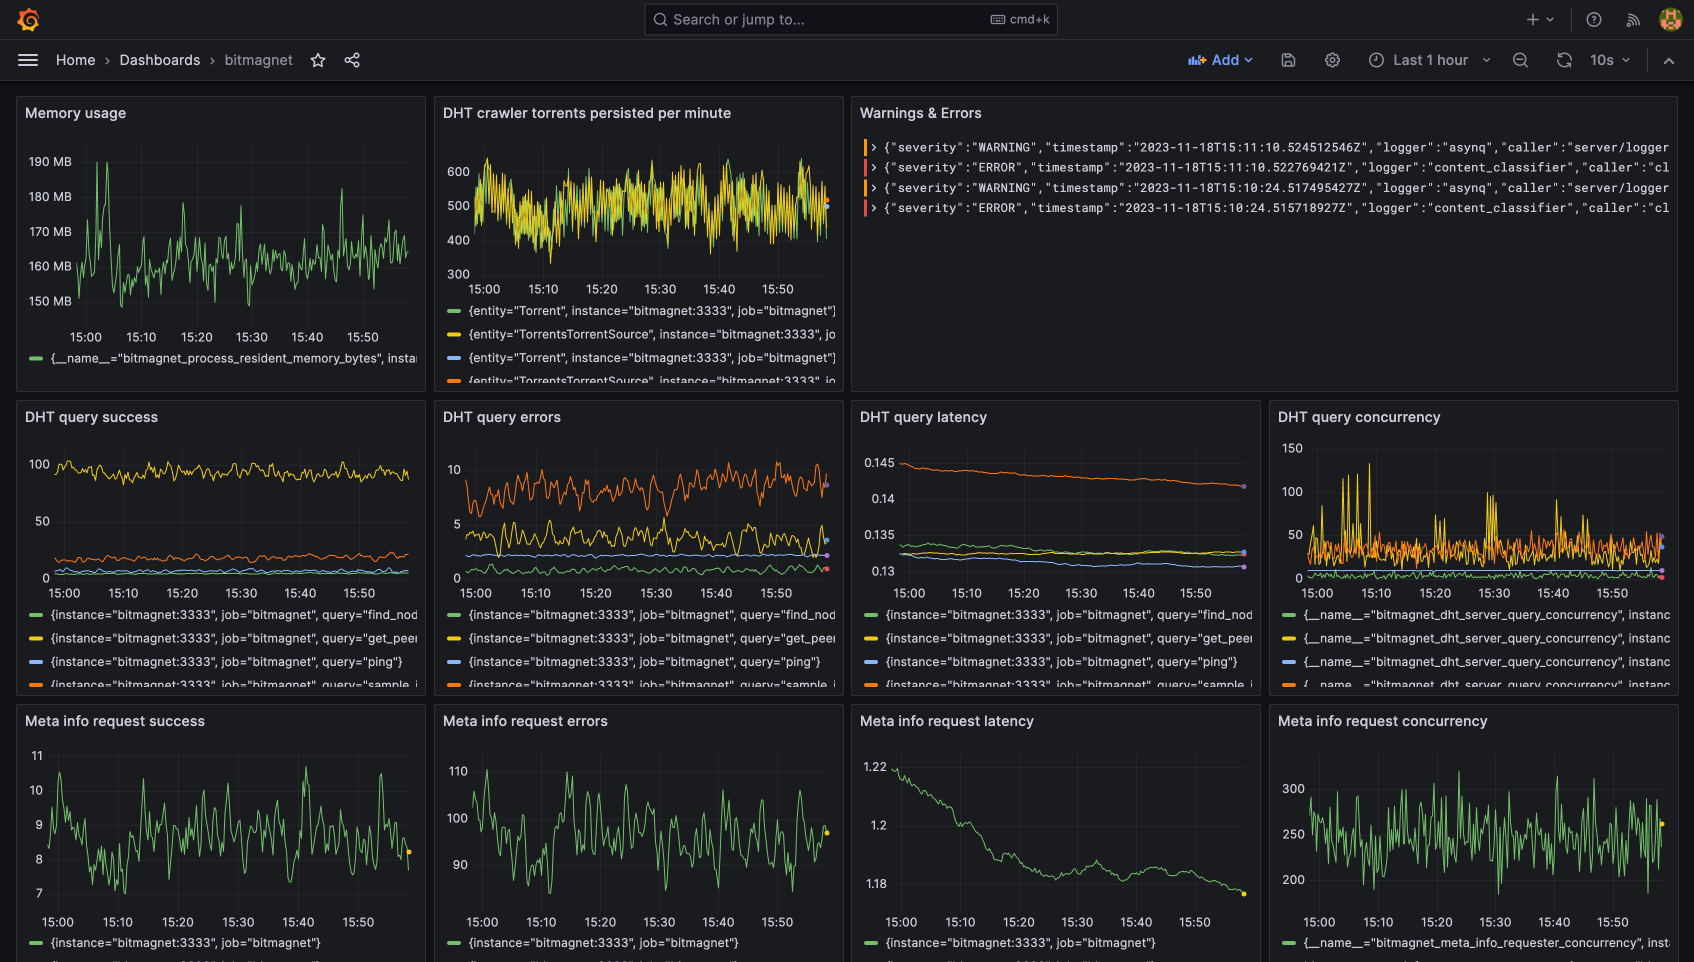 Search or jump to...
cmd+k
Home › Dashboards › bitmagnet
Add
Last 1 hour
10s
Memory usage
190 MB
180 MB
170 MB
160 MB
150 MB
15:00 15:10 15:20 15:30 15:40 15:50
{__name__="bitmagnet_process_resident_memory_bytes", insta
DHT crawler torrents persisted per minute
600
500
400
300
15:00 15:10 15:20 15:30 15:40 15:50
{entity="Torrent", instance="bitmagnet:3333", job="bitmagnet"}
{entity="TorrentsTorrentSource", instance="bitmagnet:3333", jo
{entity="Torrent", instance="bitmagnet:3333", job="bitmagnet"}
{entity="TorrentsTorrentSource", instance="bitmagnet:3333", jo
Warnings & Errors
{"severity":"WARNING","timestamp":"2023-11-18T15:11:10.524512546Z","logger":"asynq","caller":"server/logger
{"severity":"ERROR","timestamp":"2023-11-18T15:11:10.522769421Z","logger":"content_classifier","caller":"cl
{"severity":"WARNING","timestamp":"2023-11-18T15:10:24.517495427Z","logger":"asynq","caller":"server/logger
{"severity":"ERROR","timestamp":"2023-11-18T15:10:24.515718927Z","logger":"content_classifier","caller":"cl
DHT query success
100
50
0
15:00 15:10 15:20 15:30 15:40 15:50
{instance="bitmagnet:3333", job="bitmagnet", query="find_nod
{instance="bitmagnet:3333", job="bitmagnet", query="get_peer
{instance="bitmagnet:3333", job="bitmagnet", query="ping"}
{instance="bitmagnet:3333", job="bitmagnet", query="sample_i
DHT query errors
10
5
0
15:00 15:10 15:20 15:30 15:40 15:50
{instance="bitmagnet:3333", job="bitmagnet", query="find_nod
{instance="bitmagnet:3333", job="bitmagnet", query="get_peer
{instance="bitmagnet:3333", job="bitmagnet", query="ping"}
{instance="bitmagnet:3333", job="bitmagnet", query="sample_i
DHT query latency
0.145
0.14
0.135
0.13
15:00 15:10 15:20 15:30 15:40 15:50
{instance="bitmagnet:3333", job="bitmagnet", query="find_nod
{instance="bitmagnet:3333", job="bitmagnet", query="get_peer
{instance="bitmagnet:3333", job="bitmagnet", query="ping"}
{instance="bitmagnet:3333", job="bitmagnet", query="sample_i
DHT query concurrency
150
100
50
0
15:00 15:10 15:20 15:30 15:40 15:50
{__name__="bitmagnet_dht_server_query_concurrency", instanc
{__name__="bitmagnet_dht_server_query_concurrency", instanc
{__name__="bitmagnet_dht_server_query_concurrency", instanc
{__name__="bitmagnet_dht_server_query_concurrency", instanc
Meta info request success
11
10
9
8
7
15:00 15:10 15:20 15:30 15:40 15:50
{instance="bitmagnet:3333", job="bitmagnet"}
Meta info request errors
110
100
90
15:00 15:10 15:20 15:30 15:40 15:50
{instance="bitmagnet:3333", job="bitmagnet"}
Meta info request latency
1.22
1.2
1.18
15:00 15:10 15:20 15:30 15:40 15:50
{instance="bitmagnet:3333", job="bitmagnet"}
Meta info request concurrency
300
250
200
15:00 15:10 15:20 15:30 15:40 15:50
{__name__="bitmagnet_meta_info_requester_concurrency", inst